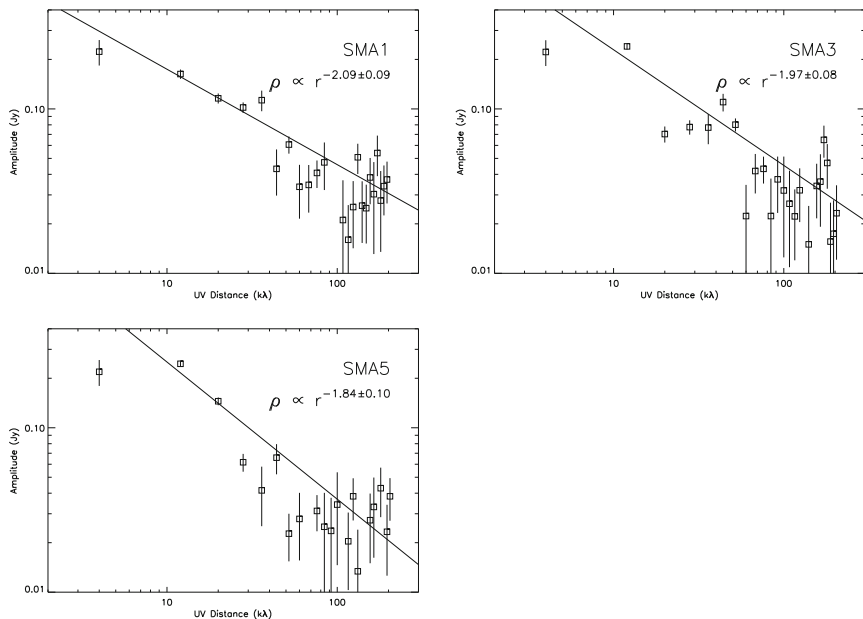 SMA1
ρ ∝ r^-2.09±0.09
Amplitude (Jy)
0.10
0.01
10
100
UV Distance (kλ)
SMA3
ρ ∝ r^-1.97±0.08
Amplitude (Jy)
0.10
0.01
10
100
UV Distance (kλ)
SMA5
ρ ∝ r^-1.84±0.10
Amplitude (Jy)
0.10
0.01
10
100
UV Distance (kλ)